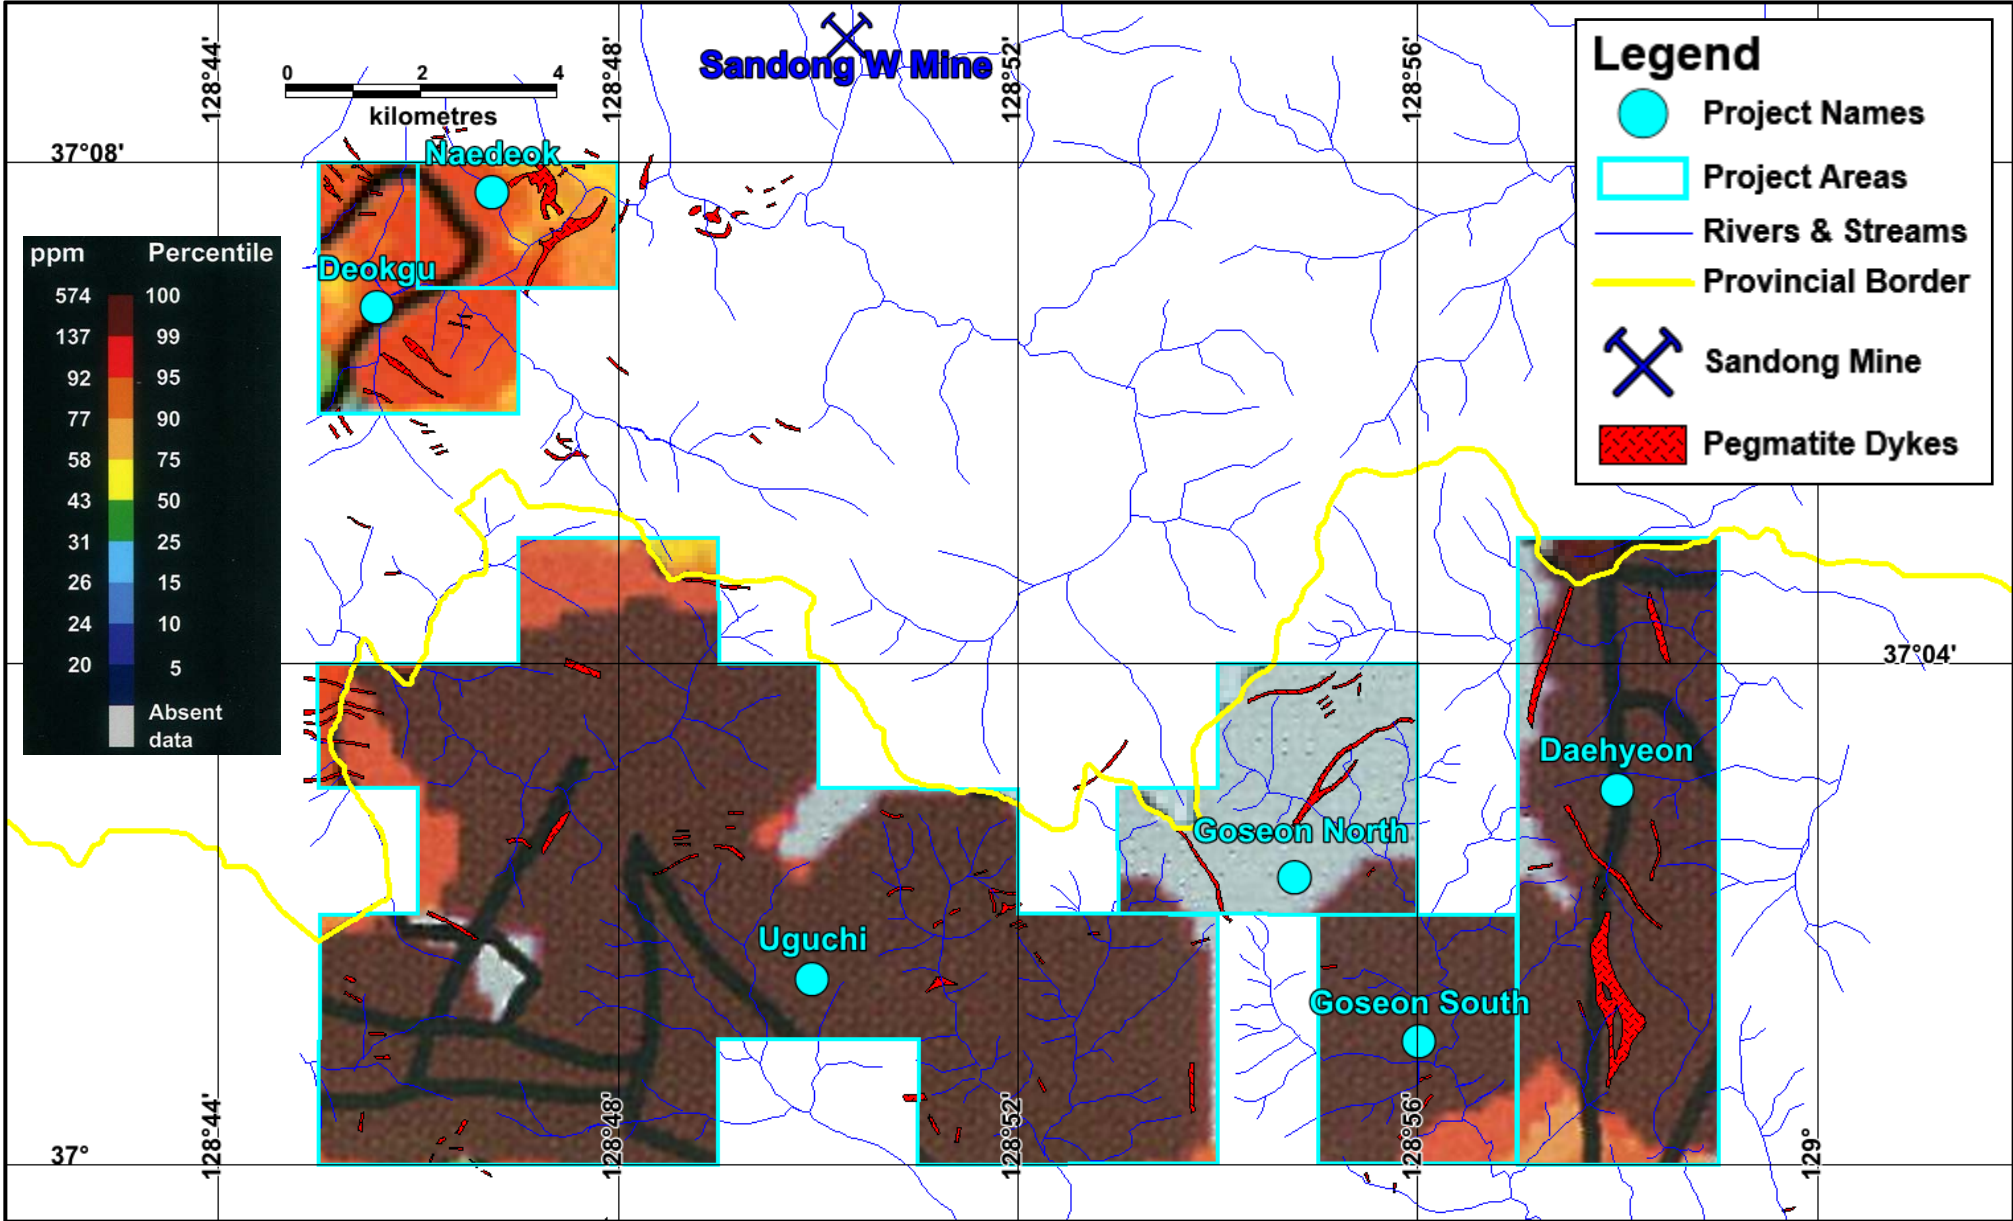 128°44'
128°48'
Sandong W Mine
128°52'
128°56'
0 2 4
kilometres
37°08'
Naedeok
Deokgu
Legend
Project Names
Project Areas
Rivers & Streams
Provincial Border
Sandong Mine
Pegmatite Dykes
ppm Percentile
574 100
137 99
92 95
77 90
58 75
43 50
31 25
26 15
24 10
20 5
Absent
data
37°04'
Daehyeon
Goseon North
Uguchi
Goseon South
37°
128°44'
128°48'
128°52'
128°56'
129°